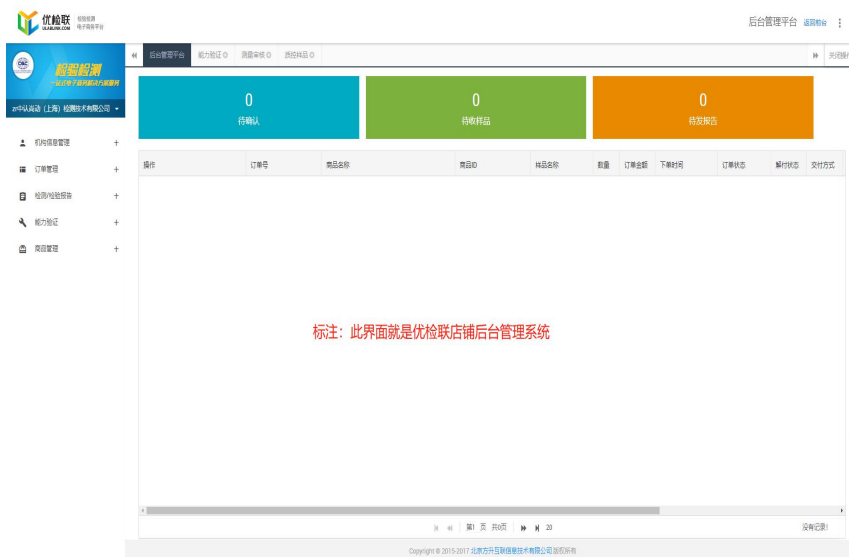 优检联 检验检测
ULABLINK.COM 电子商务平台
后台管理平台 返回前台
检验检测
一站式电子商务解决方案服务
zr中认尚动（上海）检测技术有限公司
后台管理平台 能力验证 测量审核 质控样品 关闭操作
机构信息管理 +
订单管理 +
检测/检验报告 +
能力验证 +
商品管理 +
0
待确认
0
待收样品
0
待发报告
操作 订单号 商品名称 商品ID 样品名称 数量 订单金额 下单时间 订单状态 解付状态 交付方式
标注：此界面就是优检联店铺后台管理系统
第1 页 共0页 20 没有记录!
Copyright © 2015-2017 北京方升互联信息技术有限公司 版权所有